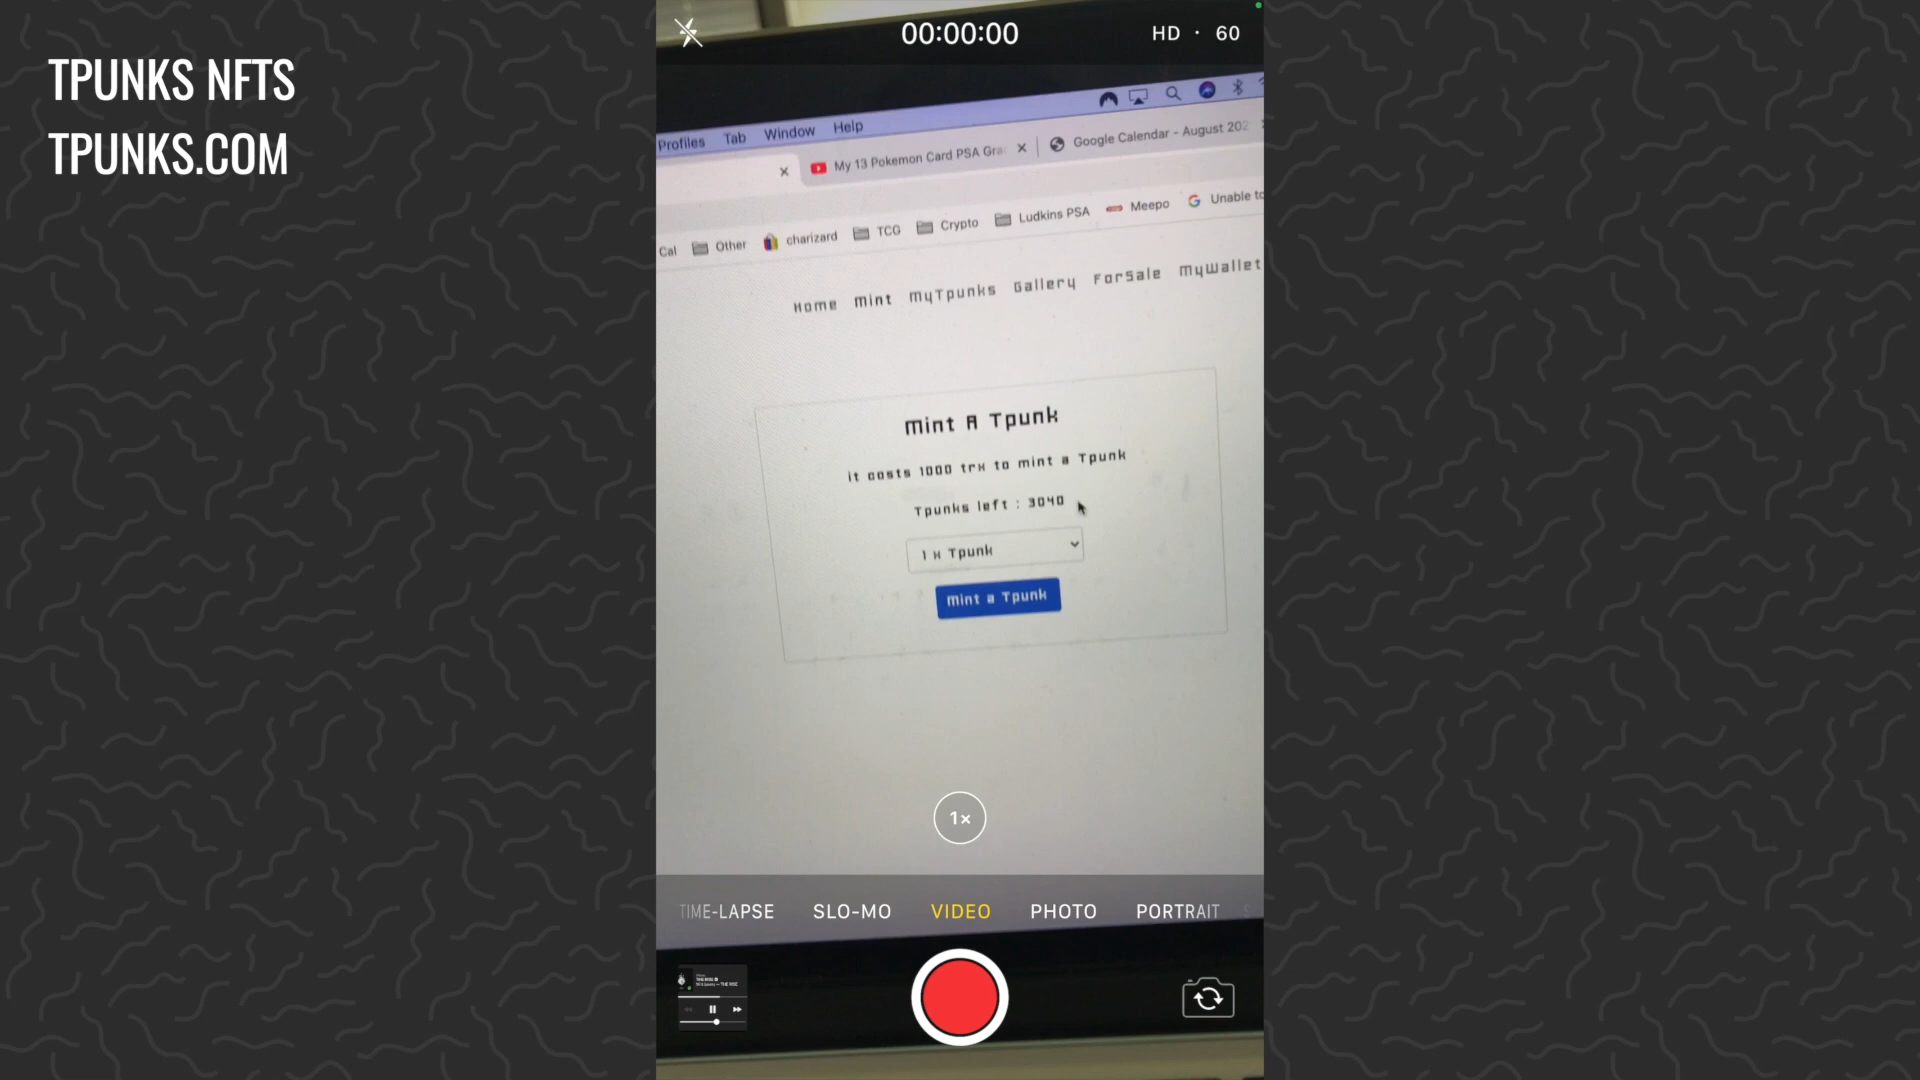 TPUNKS NFTS
TPUNKS.COM
00:00:00
HD · 60
Profiles Tab Window Help
My 13 Pokemon Card PSA Gra
Google Calendar - August 202
Cal Other charizard TCG Crypto Ludkins PSA Meepo Unable to
Home Mint MyTpunks Gallery ForSale MyWallet
Mint A Tpunk
it costs 1000 trx to mint a Tpunk
Tpunks left : 3040
1 x Tpunk
Mint a Tpunk
1×
TIME-LAPSE SLO-MO VIDEO PHOTO PORTRAIT